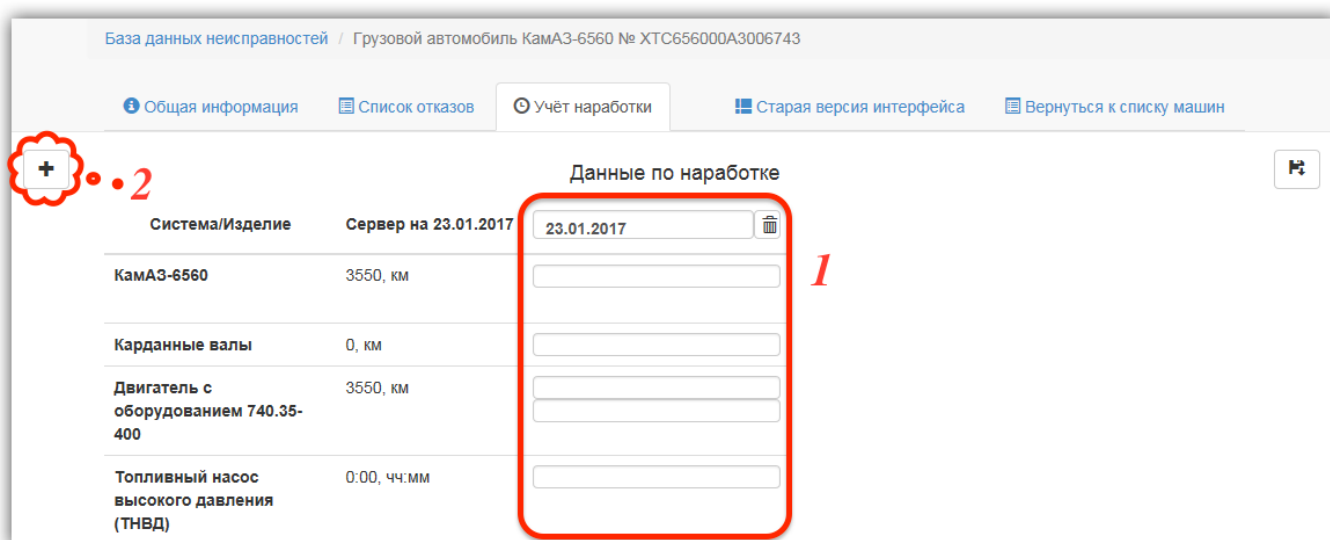 База данных неисправностей / Грузовой автомобиль КамАЗ-6560 № XTC656000A3006743
Общая информация Список отказов Учёт наработки Старая версия интерфейса Вернуться к списку машин
2
Данные по наработке
Система/Изделие Сервер на 23.01.2017 23.01.2017
1
КамАЗ-6560 3550, км
Карданные валы 0, км
Двигатель с 3550, км
оборудованием 740.35-
400
Топливный насос 0:00, чч:мм
высокого давления
(ТНВД)